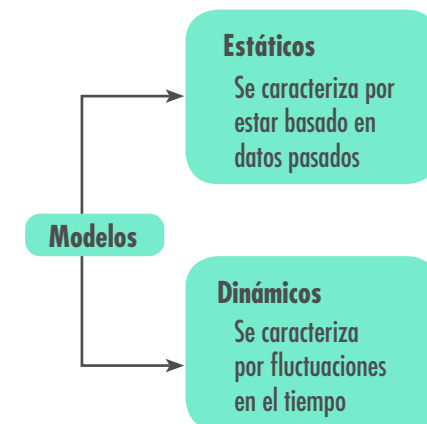 Estáticos
Se caracteriza por
estar basado en
datos pasados
Modelos
Dinámicos
Se caracteriza
por fluctuaciones
en el tiempo